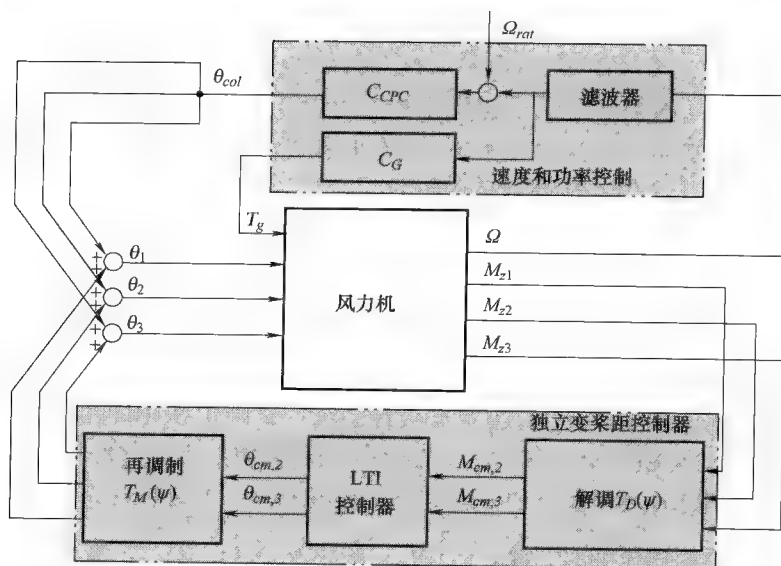 Ω_rat
θ_col
C_CPC
滤波器
C_G
速度和功率控制
T_g
Ω
θ_1
M_z1
θ_2
M_z2
风力机
θ_3
M_z3
+
+
+
+
+
+
独立变桨距控制器
再调制
T_M(ψ)
θ_cm,2
θ_cm,3
LTI
控制器
M_cm,2
M_cm,3
解调T_D(ψ)